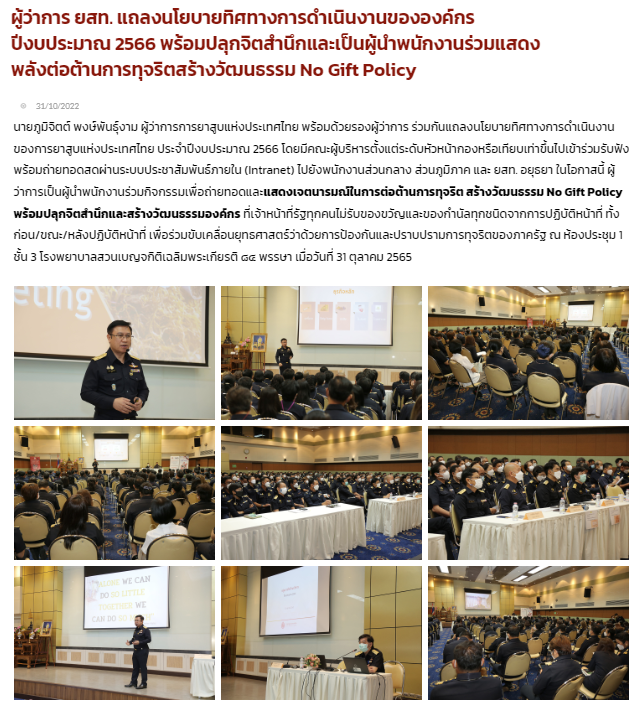 ผู้ว่าการ ยสท. แถลงนโยบายทิศทางการดำเนินงานขององค์กร
ปีงบประมาณ 2566 พร้อมปลุกจิตสำนึกและเป็นผู้นำพนักงานร่วมแสดง
พลังต่อต้านการทุจริตสร้างวัฒนธรรม No Gift Policy
31/10/2022
นายภูมิจิตต์ พงษ์พันธุ์งาม ผู้ว่าการการยาสูบแห่งประเทศไทย พร้อมด้วยรองผู้ว่าการ ร่วมกันแถลงนโยบายทิศทางการดำเนินงาน
ของการยาสูบแห่งประเทศไทย ประจำปีงบประมาณ 2566 โดยมีคณะผู้บริหารตั้งแต่ระดับหัวหน้ากองหรือเทียบเท่าขึ้นไปเข้าร่วมรับฟัง
พร้อมถ่ายทอดสดผ่านระบบประชาสัมพันธ์ภายใน (Intranet) ไปยังพนักงานส่วนกลาง ส่วนภูมิภาค และ ยสท. อยุธยา ในโอกาสนี้ ผู้
ว่าการเป็นผู้นำพนักงานร่วมกิจกรรมเพื่อถ่ายทอดและแสดงเจตนารมณ์ในการต่อต้านการทุจริต สร้างวัฒนธรรม No Gift Policy
พร้อมปลุกจิตสำนึกและสร้างวัฒนธรรมองค์กร ที่เจ้าหน้าที่รัฐทุกคนไม่รับของขวัญและของกำนัลทุกชนิดจากการปฏิบัติหน้าที่ ทั้ง
ก่อน/ขณะ/หลังปฏิบัติหน้าที่ เพื่อร่วมขับเคลื่อนยุทธศาสตร์ว่าด้วยการป้องกันและปราบปรามการทุจริตของภาครัฐ ณ ห้องประชุม 1
ชั้น 3 โรงพยาบาลสวนเบญจกิติเฉลิมพระเกียรติ ๘๔ พรรษา เมื่อวันที่ 31 ตุลาคม 2565
eting
ALONE WE CAN
DO SO LITTLE
TOGETHER WE
CAN DO SO